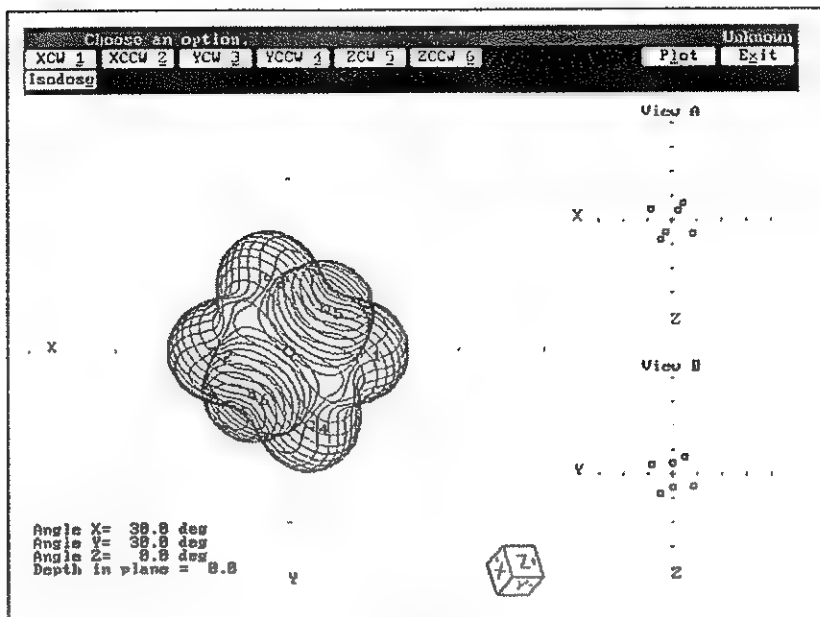 Choose an option. Unknown
XCW 1 XCCW 2 YCW 3 YCCW 4 ZCW 5 ZCCW 6 Plot Exit
Isodose
View A
X
Z
X
View B
Y
Z
Angle X= 30.0 deg
Angle Y= 30.0 deg
Angle Z= 0.0 deg
Depth in plane = 0.0
Y